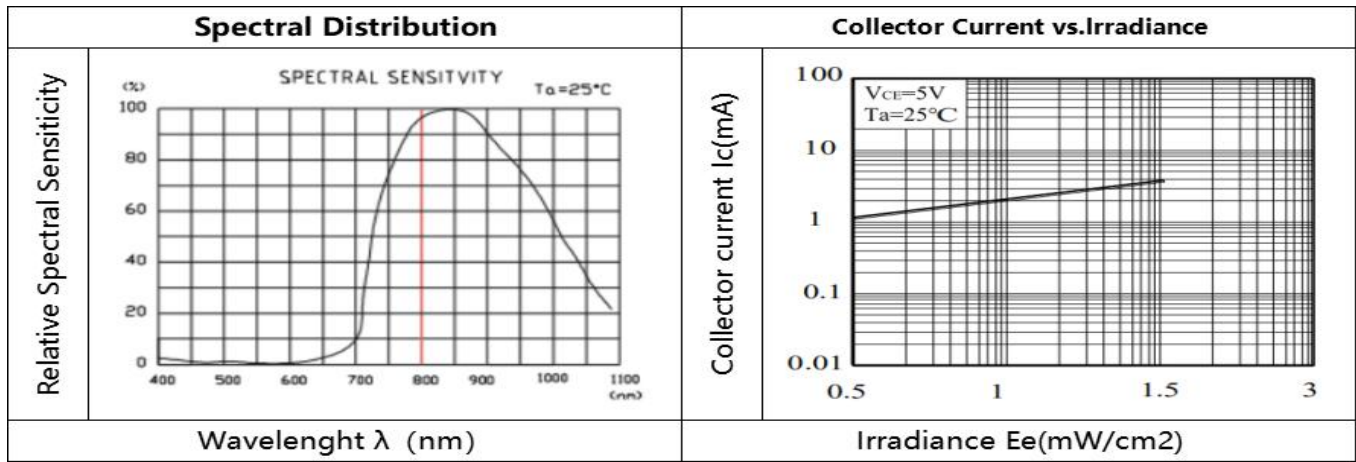 Spectral Distribution
Collector Current vs.Irradiance
Relative Spectral Sensiticity
SPECTRAL SENSITVITY
(%)
Ta=25°C
100
80
60
40
20
0
400 500 600 700 800 900 1000 1100
(nm)
Wavelenght λ (nm)
Collector current Ic(mA)
VCE=5V
Ta=25℃
100
10
1
0.1
0.01
0.5 1 1.5 3
Irradiance Ee(mW/cm2)